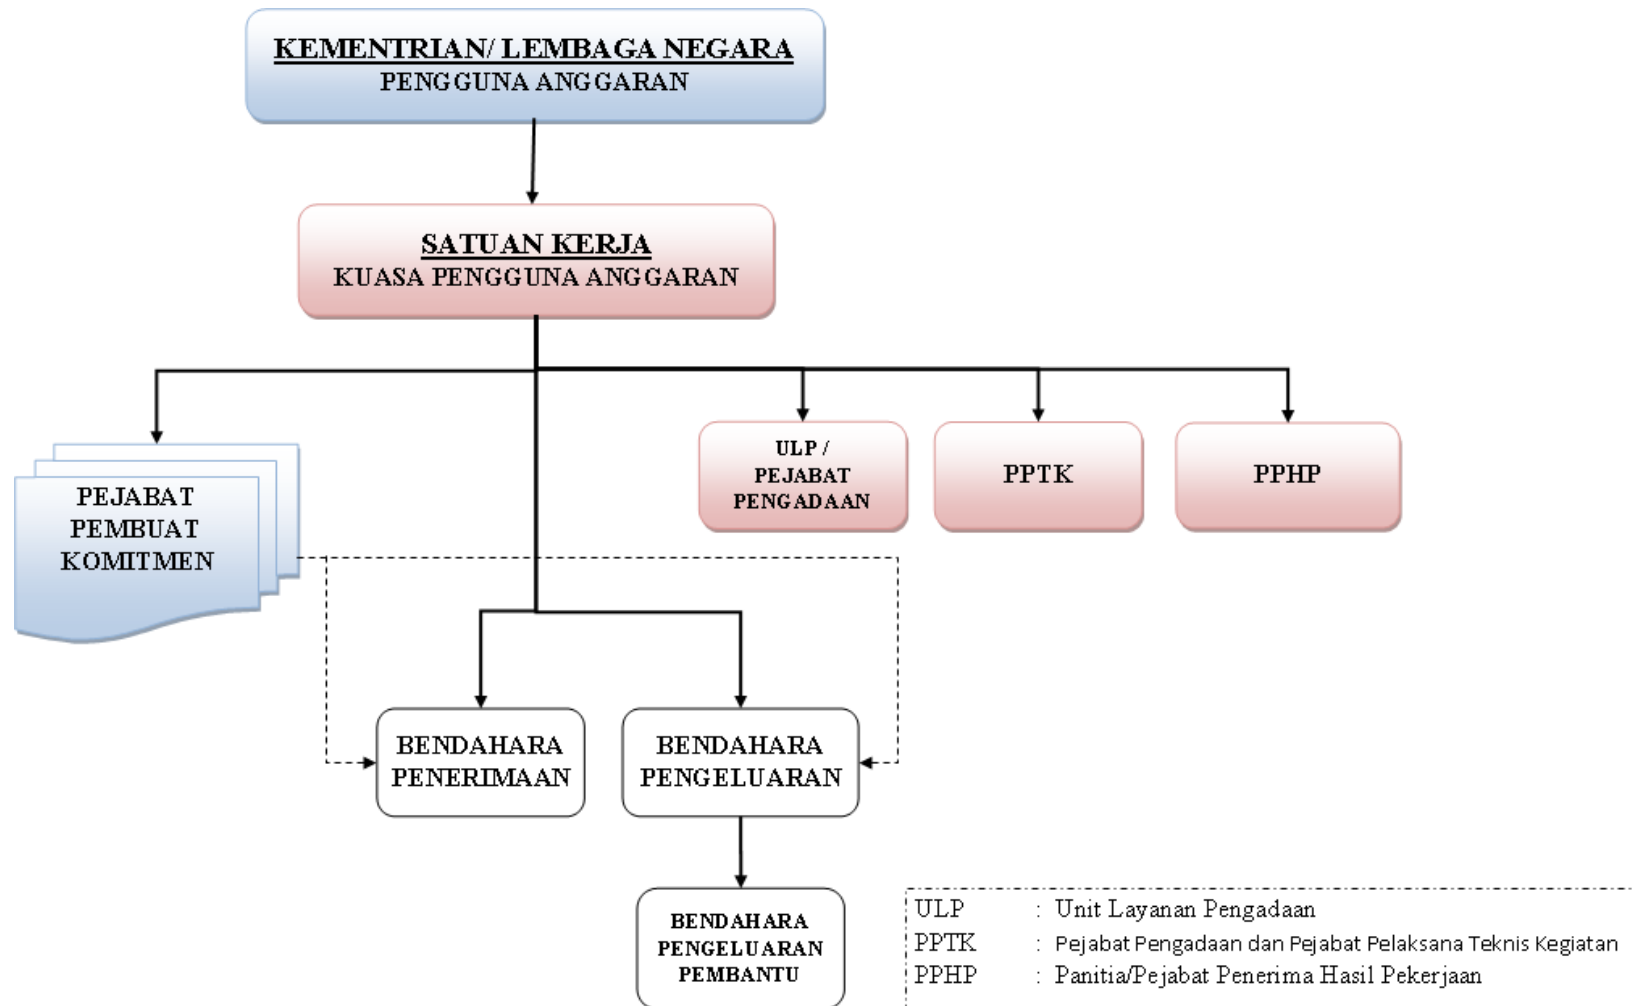 KEMENTRIAN/ LEMBAGA NEGARA
PENGGUNA ANGGARAN
SATUAN KERJA
KUASA PENGGUNA ANGGARAN
PEJABAT
PEMBUAT
KOMITMEN
ULP /
PEJABAT
PENGADAAN
PPTK
PPHP
BENDAHARA
PENERIMAAN
BENDAHARA
PENGELUARAN
BENDAHARA
PENGELUARAN
PEMBANTU
ULP : Unit Layanan Pengadaan
PPTK : Pejabat Pengadaan dan Pejabat Pelaksana Teknis Kegiatan
PPHP : Panitia/Pejabat Penerima Hasil Pekerjaan